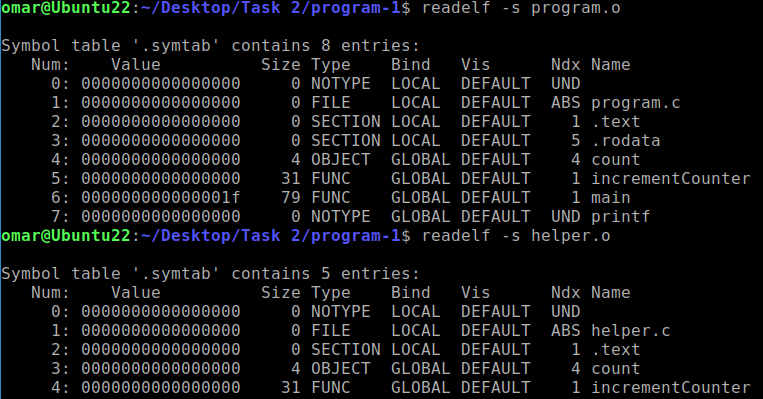 omar@Ubuntu22:~/Desktop/Task 2/program-1$ readelf -s program.o
Symbol table '.symtab' contains 8 entries:
   Num:    Value          Size Type    Bind   Vis      Ndx Name
     0: 0000000000000000     0 NOTYPE  LOCAL  DEFAULT  UND
     1: 0000000000000000     0 FILE    LOCAL  DEFAULT  ABS program.c
     2: 0000000000000000     0 SECTION LOCAL  DEFAULT    1 .text
     3: 0000000000000000     0 SECTION LOCAL  DEFAULT    5 .rodata
     4: 0000000000000000     4 OBJECT  GLOBAL DEFAULT    4 count
     5: 0000000000000000    31 FUNC    GLOBAL DEFAULT    1 incrementCounter
     6: 000000000000001f    79 FUNC    GLOBAL DEFAULT    1 main
     7: 0000000000000000     0 NOTYPE  GLOBAL DEFAULT  UND printf
omar@Ubuntu22:~/Desktop/Task 2/program-1$ readelf -s helper.o
Symbol table '.symtab' contains 5 entries:
   Num:    Value          Size Type    Bind   Vis      Ndx Name
     0: 0000000000000000     0 NOTYPE  LOCAL  DEFAULT  UND
     1: 0000000000000000     0 FILE    LOCAL  DEFAULT  ABS helper.c
     2: 0000000000000000     0 SECTION LOCAL  DEFAULT    1 .text
     3: 0000000000000000     4 OBJECT  GLOBAL DEFAULT    4 count
     4: 0000000000000000    31 FUNC    GLOBAL DEFAULT    1 incrementCounter